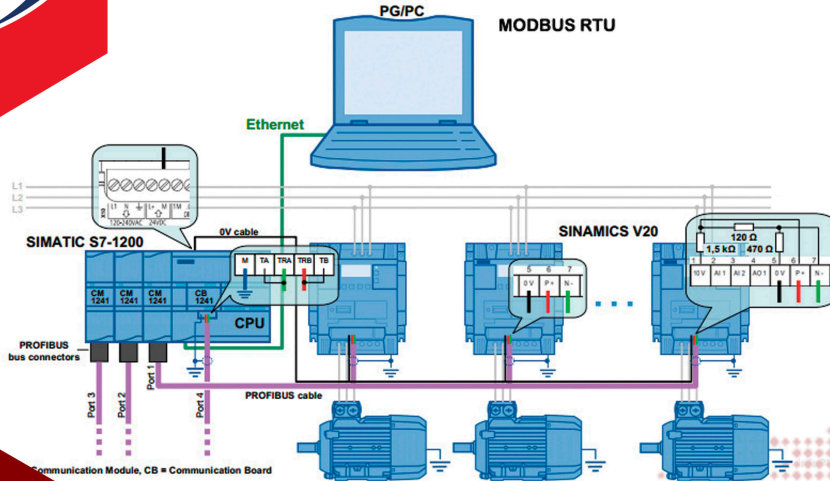 PG/PC
MODBUS RTU
Ethernet
L1
L2
L3
L1 N L+ M 1M
X10
120-240VAC 24VDC
0V cable
SIMATIC S7-1200
SINAMICS V20
M TA TRA TRB TB
CM 1241
CM 1241
CM 1241
CB 1241
CPU
5 6 7
0 V P+ N-
120 Ω
1,5 kΩ 470 Ω
1 2 3 4 5 6 7
10 V AI 1 AI 2 AO 1 0 V P+ N-
PROFIBUS
bus connectors
Port 3
Port 2
Port 1
Port 4
PROFIBUS cable
Communication Module, CB = Communication Board